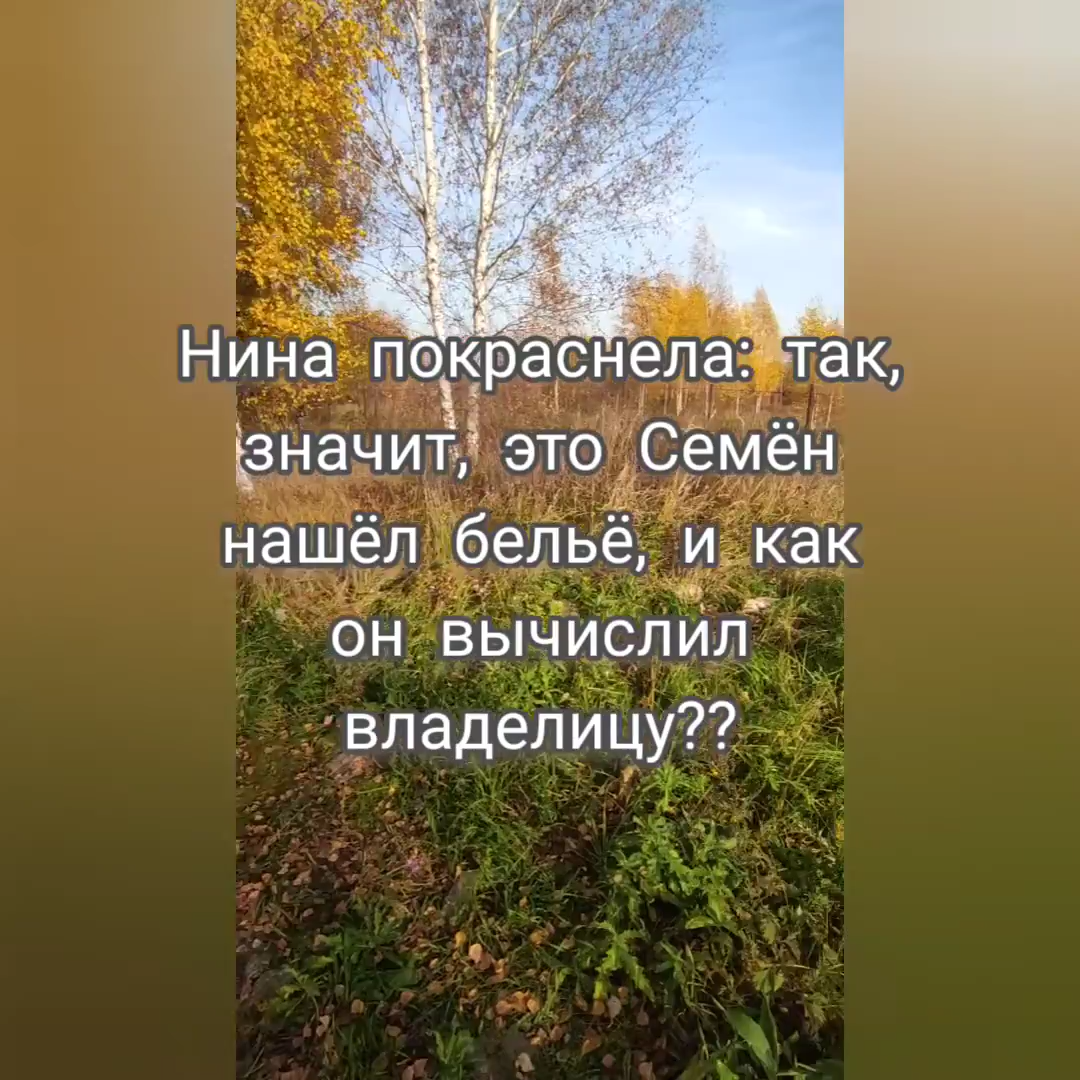 Нина покраснела: так,
значит, это Семён
нашёл бельё, и как
он вычислил
владелицу??